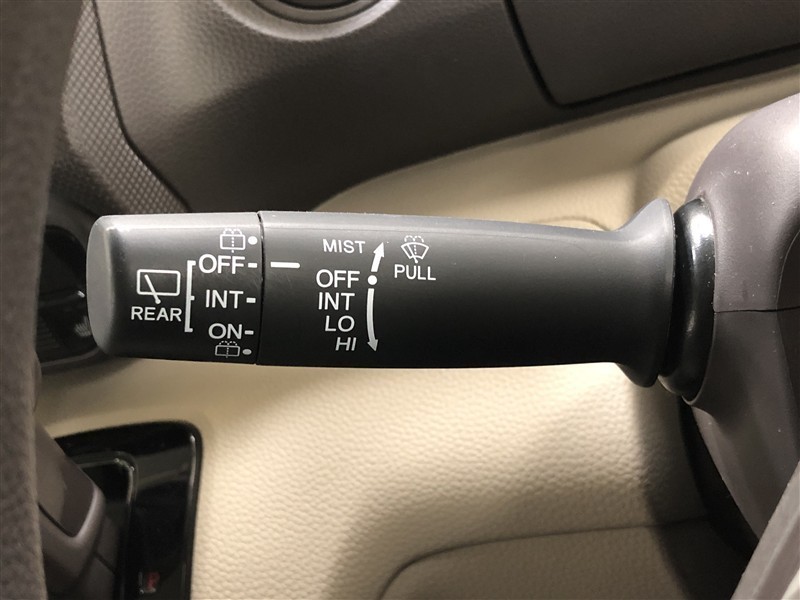 OFF
INT
REAR
ON
MIST
PULL
OFF
INT
LO
HI